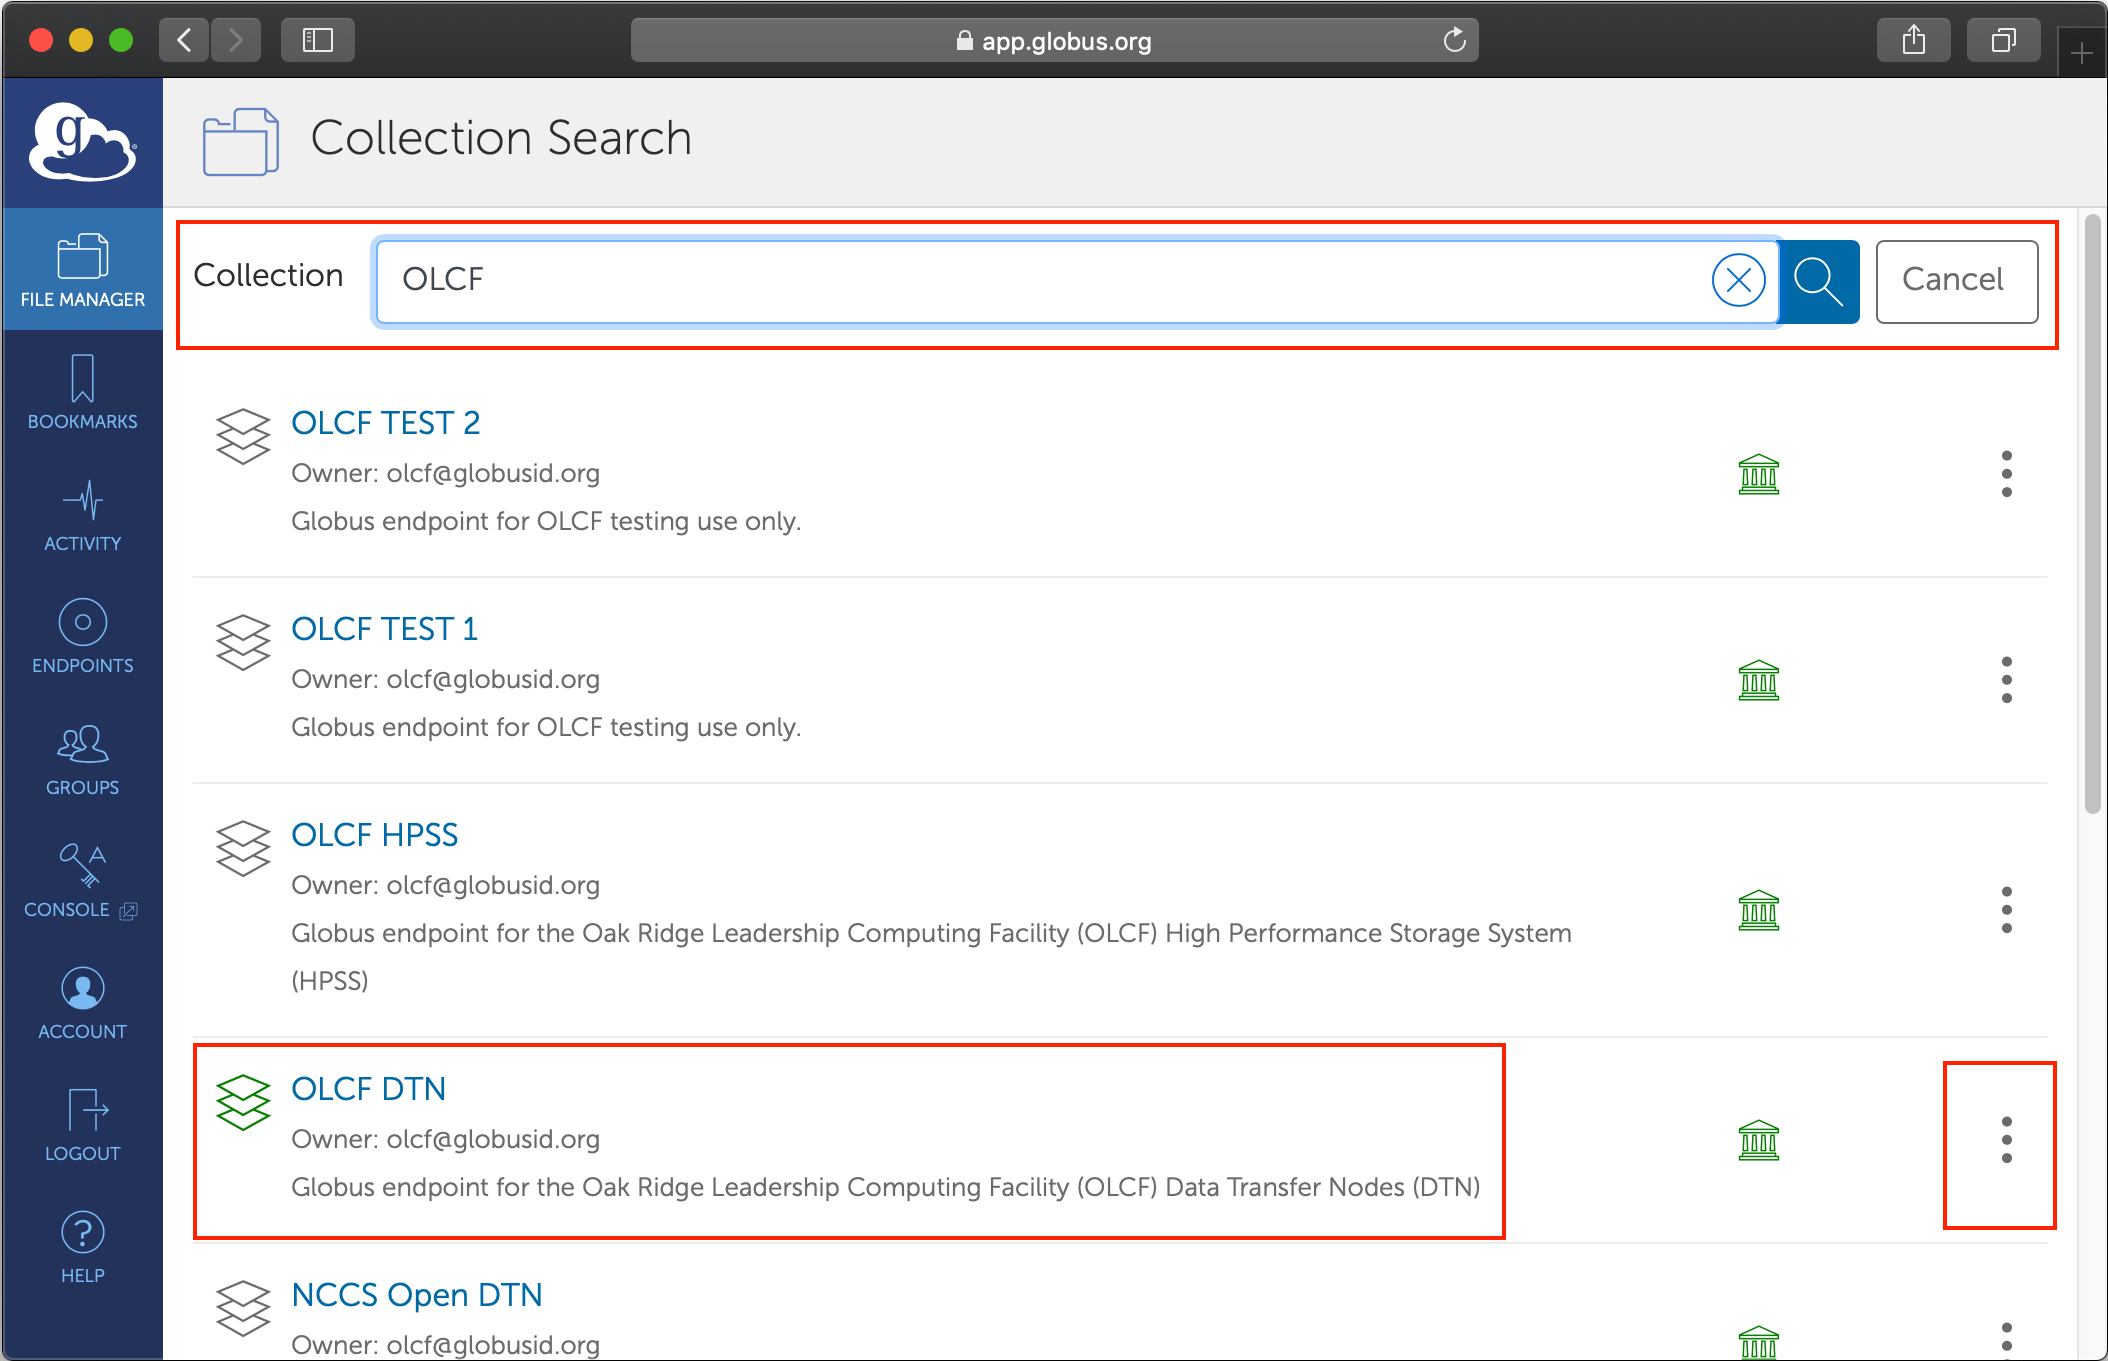 app.globus.org
g
Collection Search
FILE MANAGER
Collection
OLCF
Cancel
BOOKMARKS
ACTIVITY
ENDPOINTS
GROUPS
CONSOLE
ACCOUNT
LOGOUT
HELP
OLCF TEST 2
Owner: olcf@globusid.org
Globus endpoint for OLCF testing use only.
OLCF TEST 1
Owner: olcf@globusid.org
Globus endpoint for OLCF testing use only.
OLCF HPSS
Owner: olcf@globusid.org
Globus endpoint for the Oak Ridge Leadership Computing Facility (OLCF) High Performance Storage System
(HPSS)
OLCF DTN
Owner: olcf@globusid.org
Globus endpoint for the Oak Ridge Leadership Computing Facility (OLCF) Data Transfer Nodes (DTN)
NCCS Open DTN
Owner: olcf@globusid.org